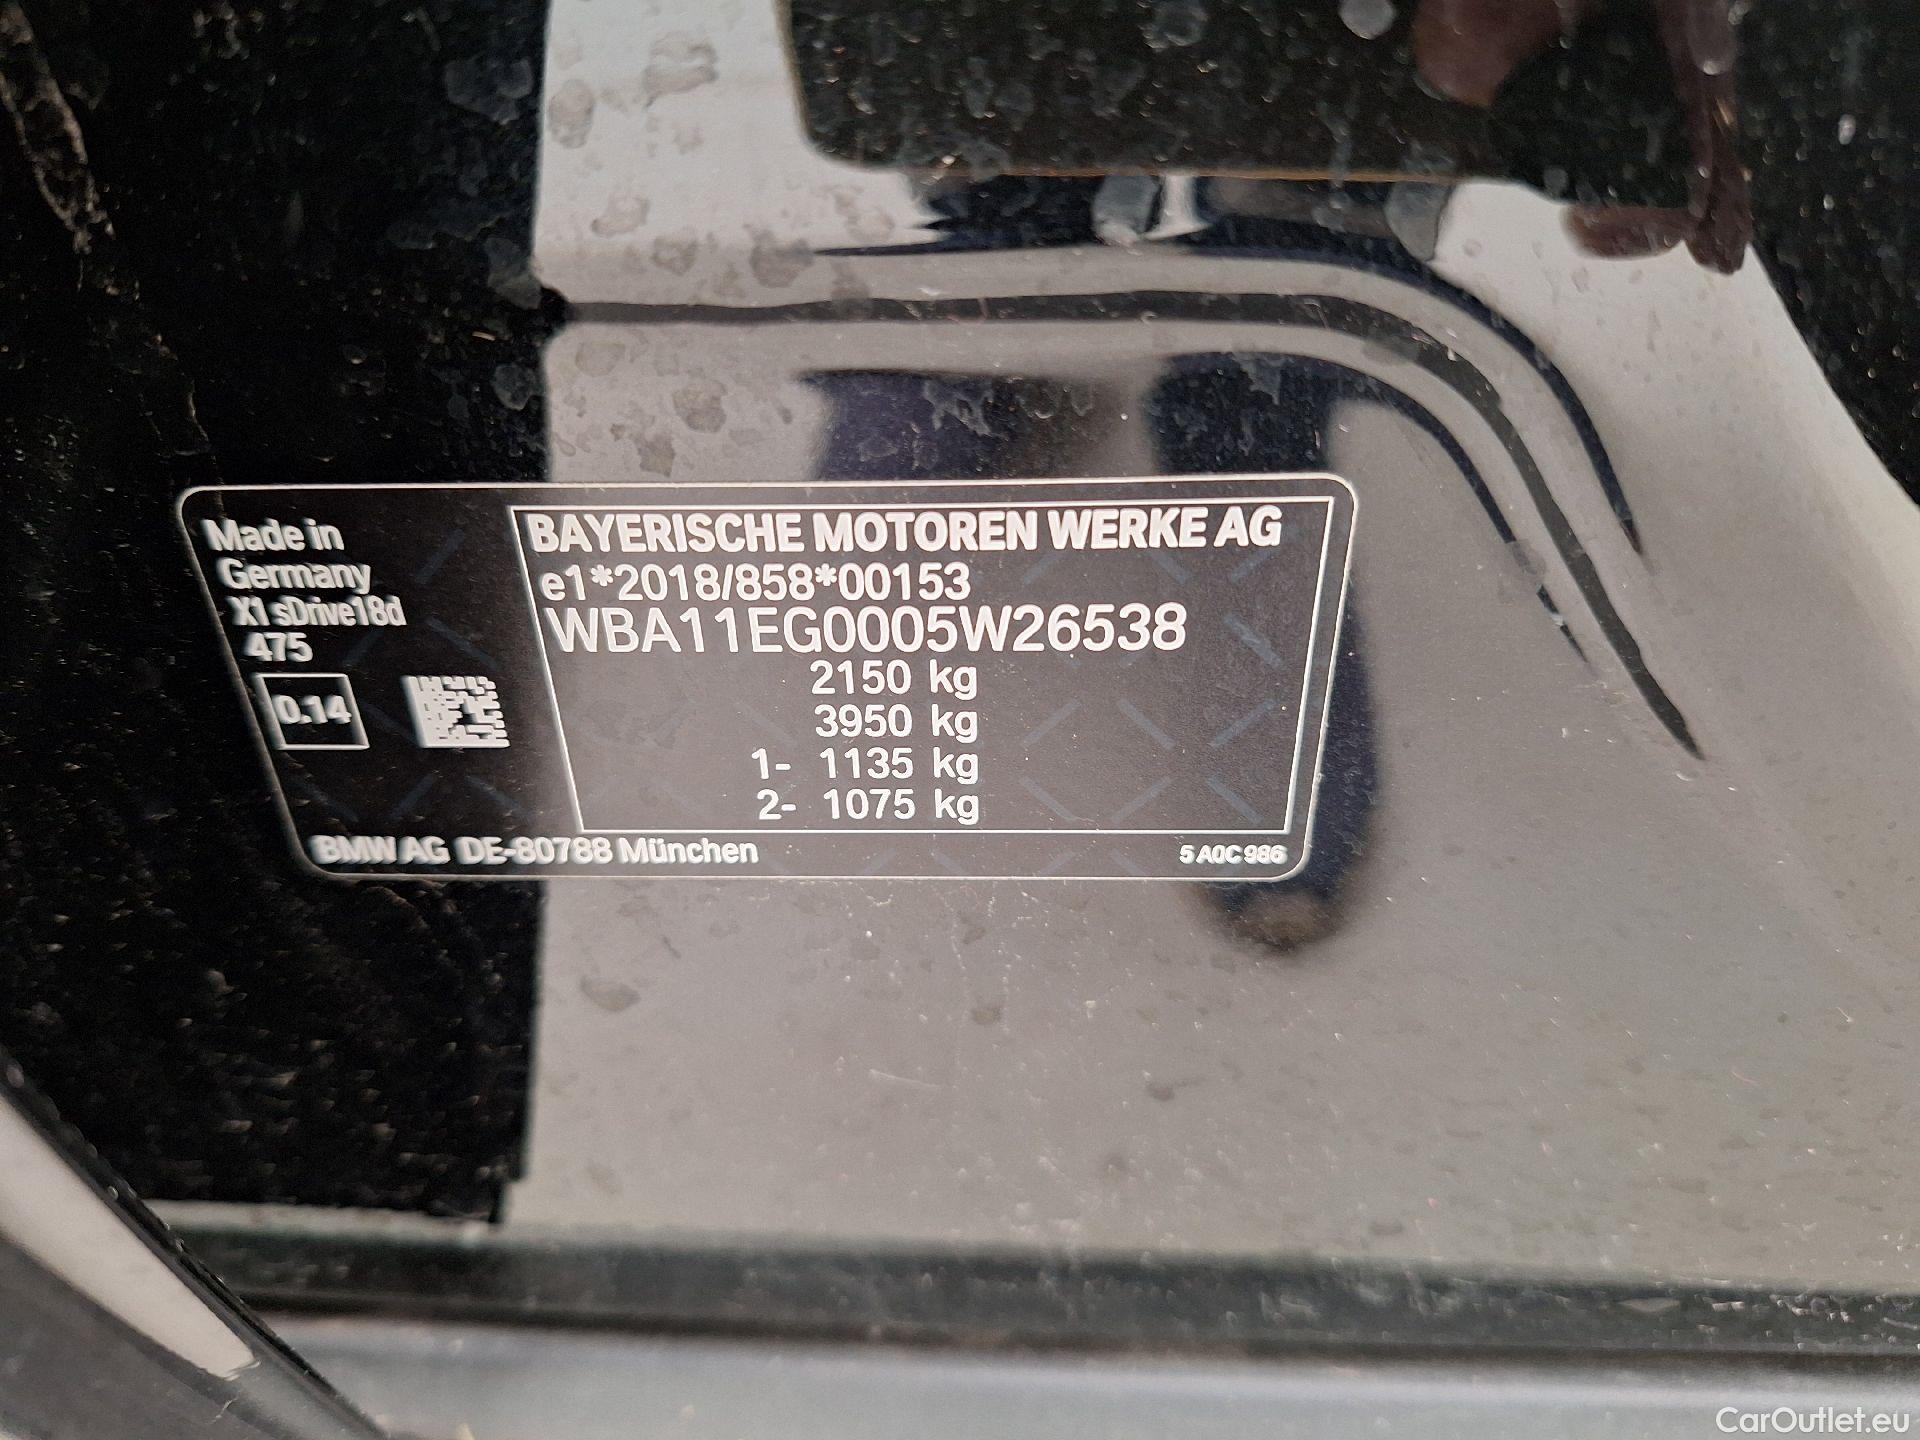 Made in
Germany
X1 sDrive18d
475
0.14
BAYERISCHE MOTOREN WERKE AG
e1*2018/858*00153
WBA11EG0005W26538
2150 kg
3950 kg
1- 1135 kg
2- 1075 kg
BMW AG DE-80788 München
5 A0C 986
CarOutlet.eu